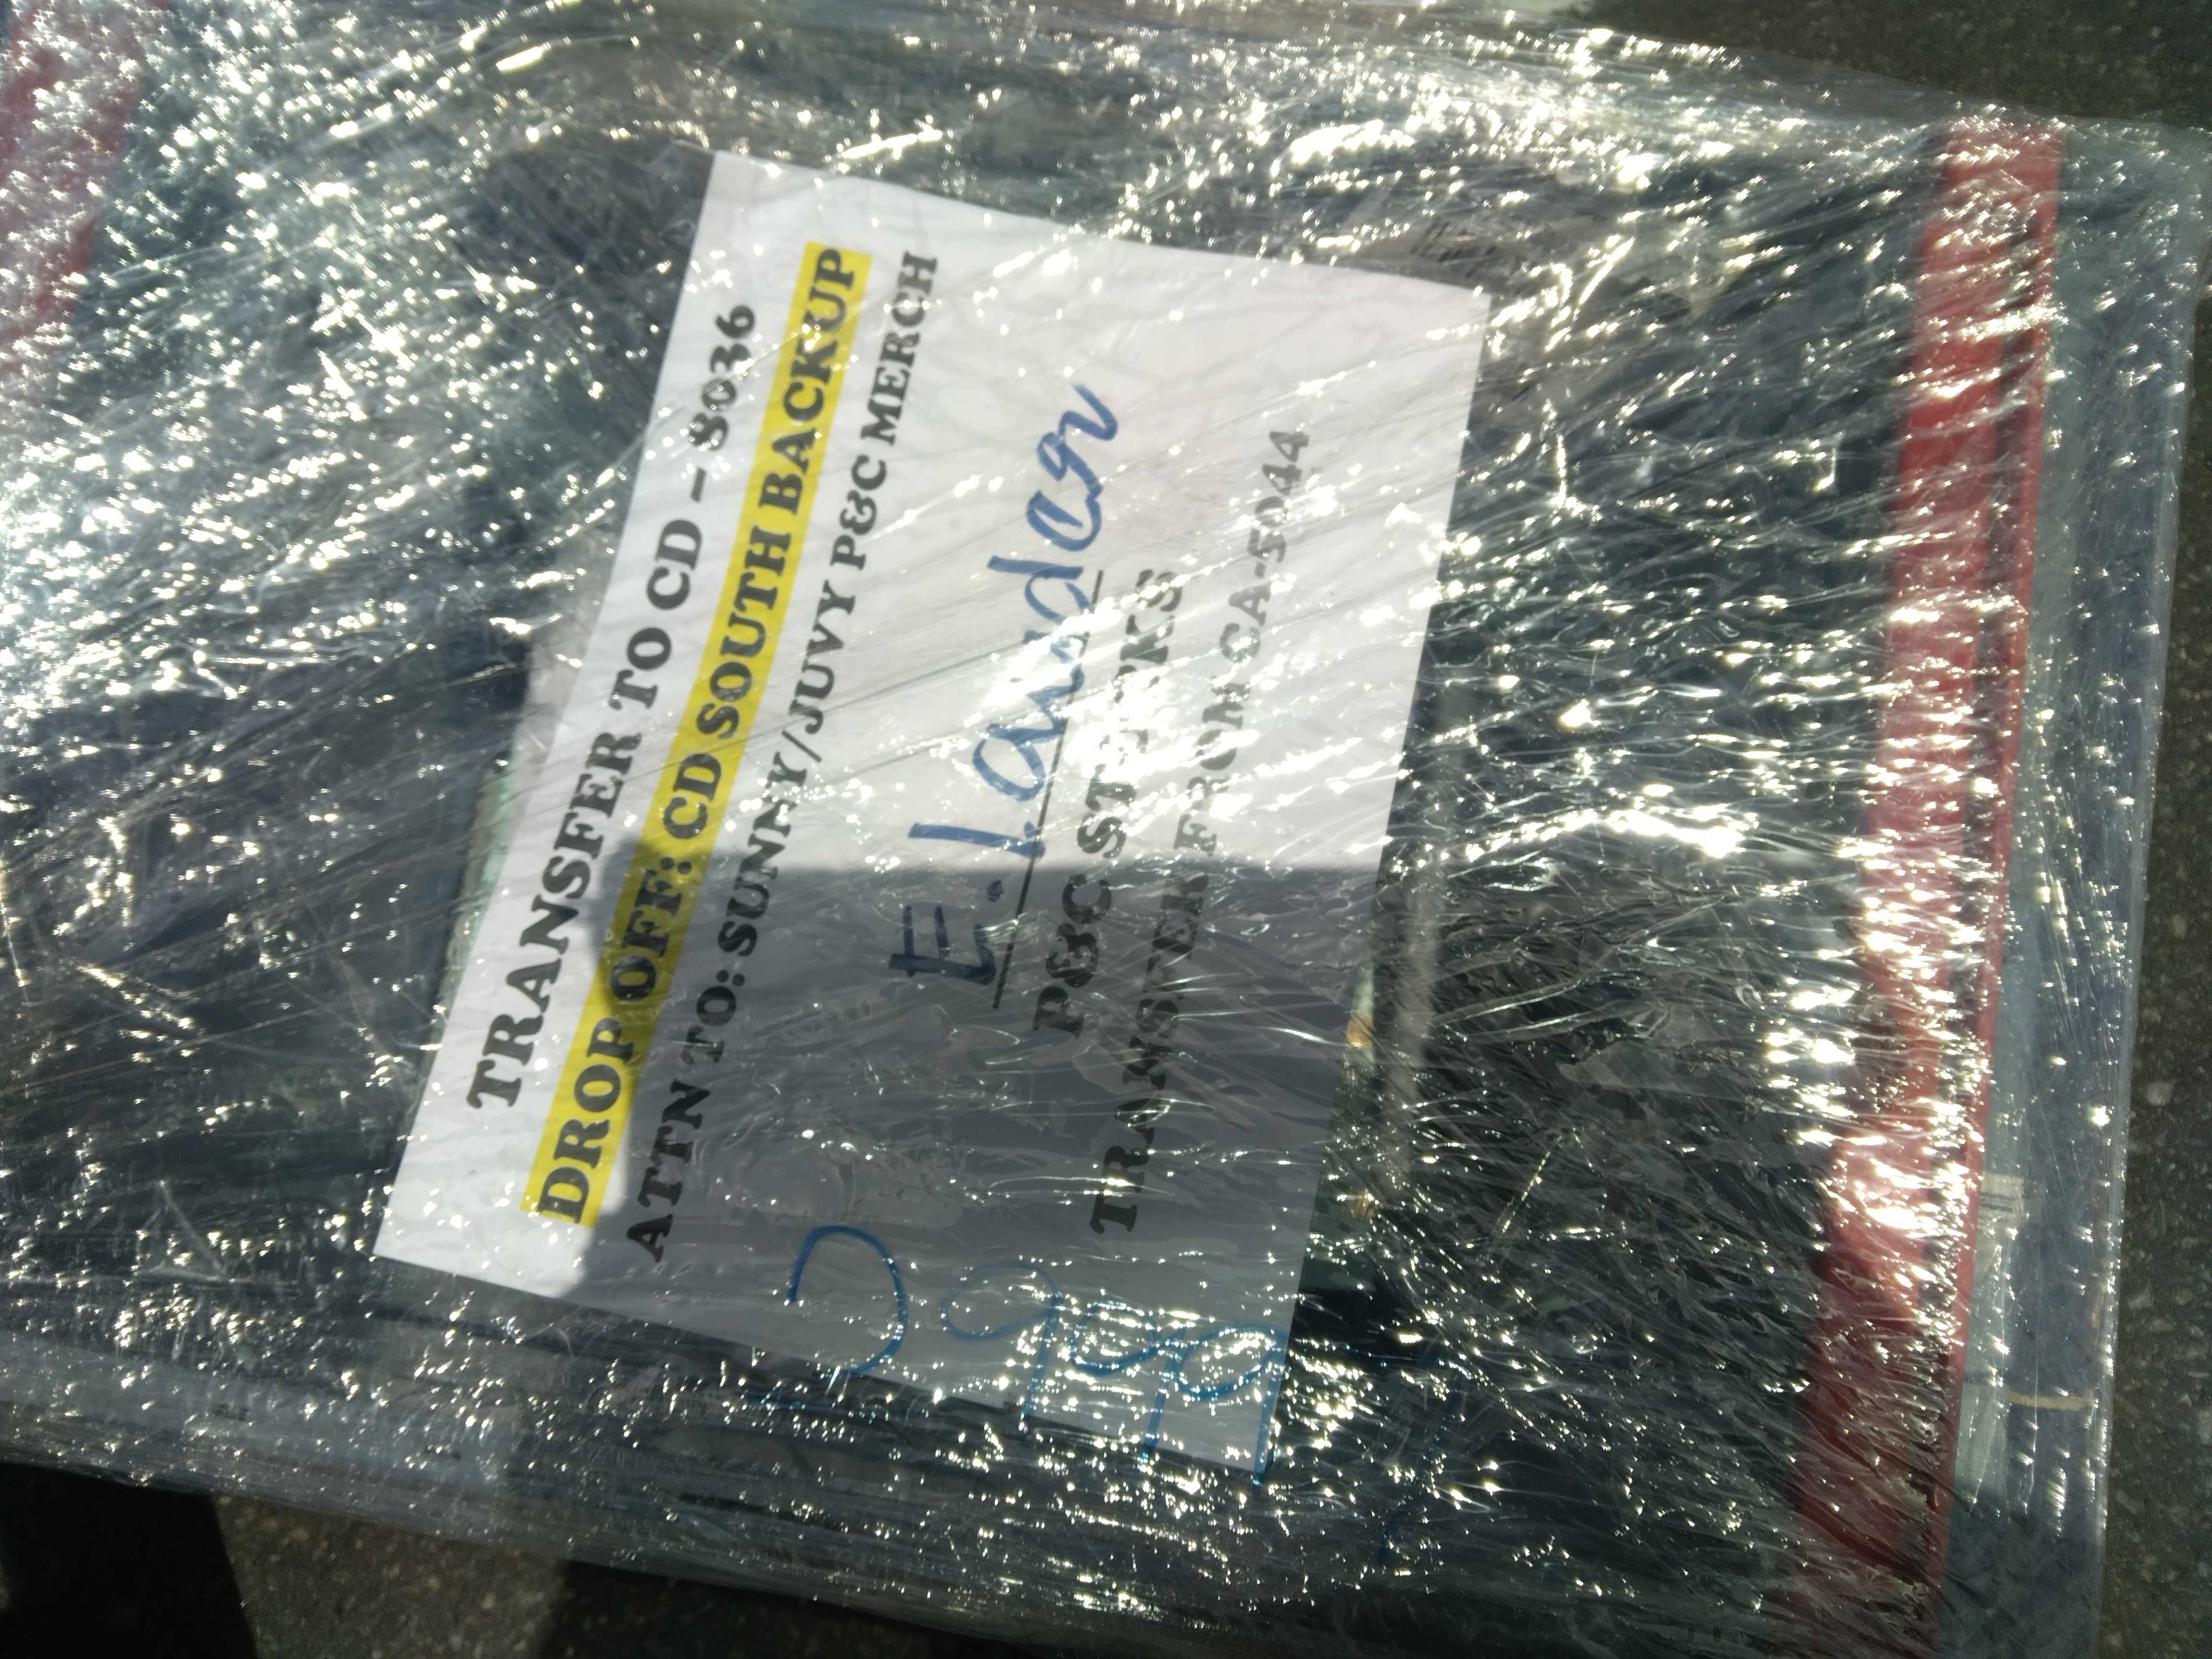 TRANSFER TO CD – 8036
DROP OFF: CD SOUTH BACKUP
ATTN TO: SUNNY/JUVY P&C MERCH
E. lauder
P&C STOCKS
TRANSFER FROM CA-5044